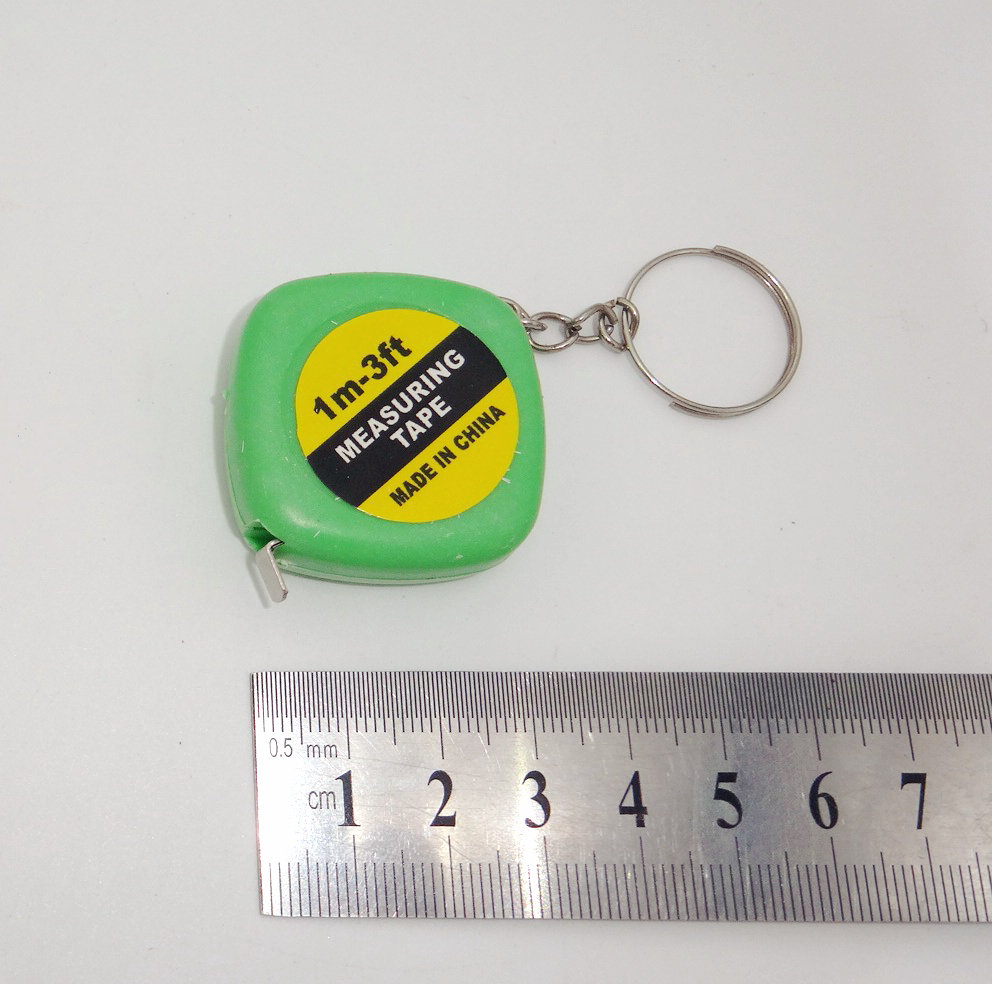 1m-3ft
MEASURING
TAPE
MADE IN CHINA
0.5 mm
cm 1 2 3 4 5 6 7